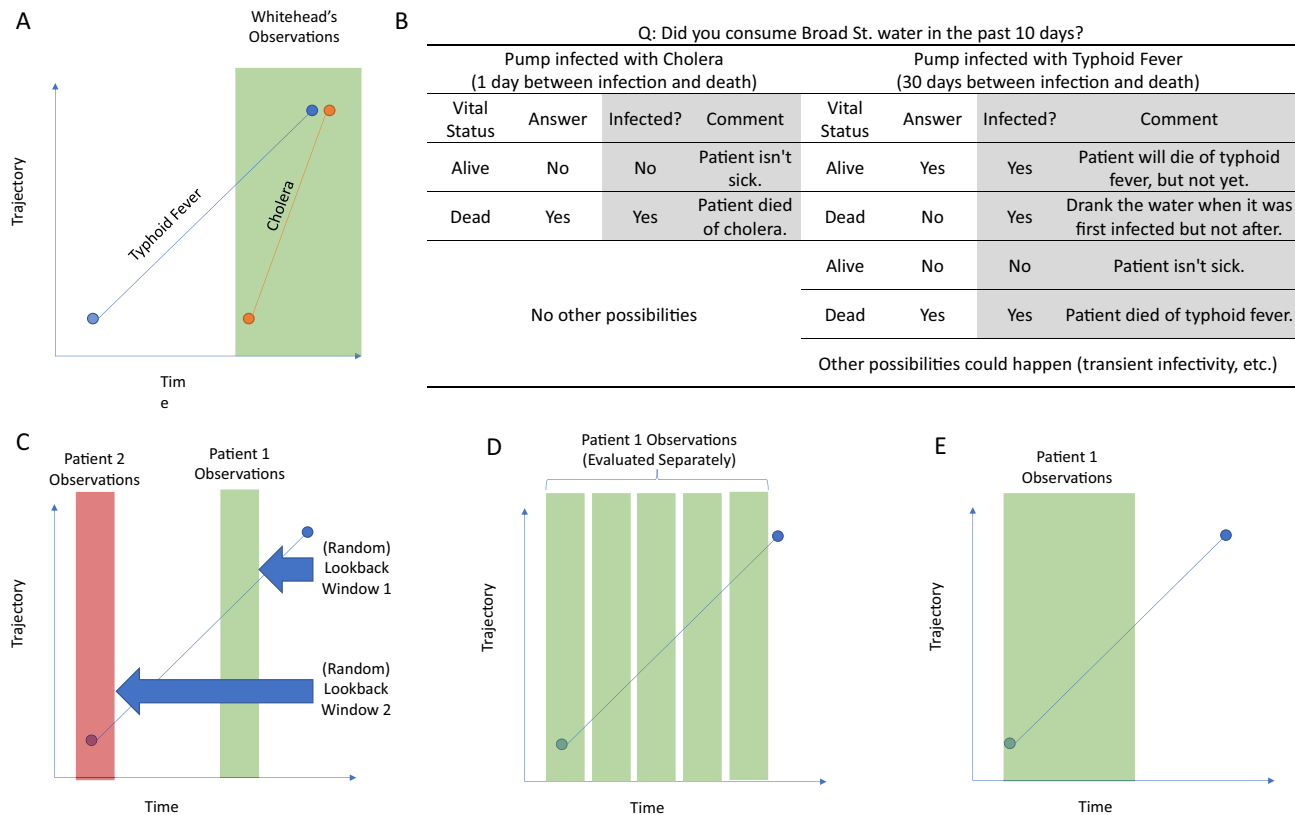 A
Whitehead's
Observations
Trajectory
Typhoid Fever
Cholera
Tim
e
B
Q: Did you consume Broad St. water in the past 10 days?
Pump infected with Cholera
(1 day between infection and death)
Pump infected with Typhoid Fever
(30 days between infection and death)
Vital
Status
Answer
Infected?
Comment
Vital
Status
Answer
Infected?
Comment
Alive
No
No
Patient isn't
sick.
Alive
Yes
Yes
Patient will die of typhoid
fever, but not yet.
Dead
Yes
Yes
Patient died
of cholera.
Dead
No
Yes
Drank the water when it was
first infected but not after.
No other possibilities
Alive
No
No
Patient isn't sick.
Dead
Yes
Yes
Patient died of typhoid fever.
Other possibilities could happen (transient infectivity, etc.)
C
Patient 2
Observations
Patient 1
Observations
(Random)
Lookback
Window 1
(Random)
Lookback
Window 2
Trajectory
Time
D
Patient 1 Observations
(Evaluated Separately)
Trajectory
Time
E
Patient 1
Observations
Trajectory
Time